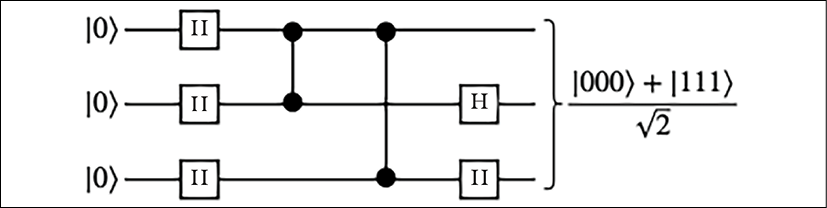 |0⟩ II
|0⟩ II H
|0⟩ II II
|000⟩ + |111⟩
√2